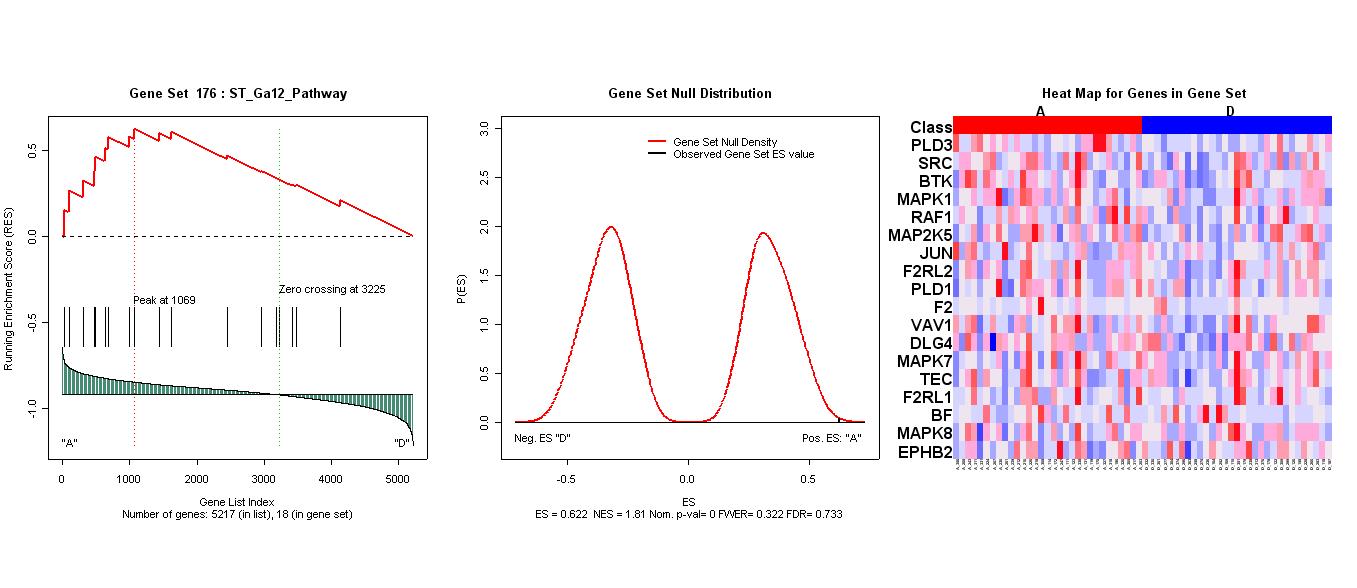 Gene Set  176 : ST_Ga12_Pathway
Running Enrichment Score (RES)
0.5
0.0
-0.5
-1.0
Peak at 1069
Zero crossing at 3225
"A"
"D"
0 1000 2000 3000 4000 5000
Gene List Index
Number of genes: 5217 (in list), 18 (in gene set)
Gene Set Null Distribution
P(ES)
3.0
2.5
2.0
1.5
1.0
0.5
0.0
Gene Set Null Density
Observed Gene Set ES value
Neg. ES "D"
Pos. ES: "A"
-0.5 0.0 0.5
ES
ES = 0.622  NES = 1.81 Nom. p-val= 0 FWER= 0.322 FDR= 0.733
Heat Map for Genes in Gene Set
A D
Class
PLD3
SRC
BTK
MAPK1
RAF1
MAP2K5
JUN
F2RL2
PLD1
F2
VAV1
DLG4
MAPK7
TEC
F2RL1
BF
MAPK8
EPHB2